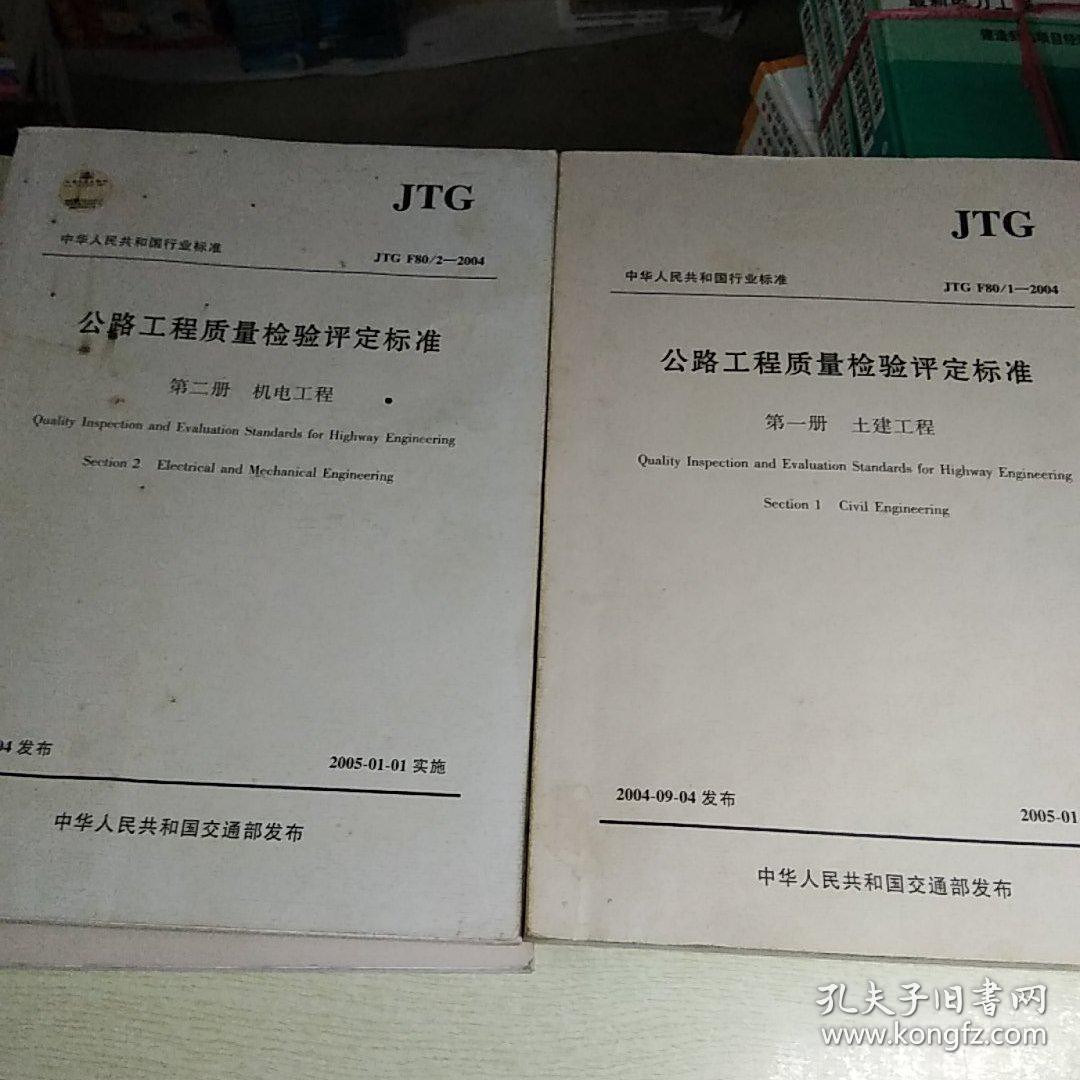 JTG
中华人民共和国行业标准
JTG F80/2—2004
公路工程质量检验评定标准
第二册 机电工程
Quality Inspection and Evaluation Standards for Highway Engineering
Section 2 Electrical and Mechanical Engineering
04 发布
2005-01-01 实施
中华人民共和国交通部发布
JTG
中华人民共和国行业标准
JTG F80/1—2004
公路工程质量检验评定标准
第一册 土建工程
Quality Inspection and Evaluation Standards for Highway Engineering
Section 1 Civil Engineering
2004-09-04 发布
2005-01
中华人民共和国交通部发布
孔夫子旧书网
www.kongfz.com